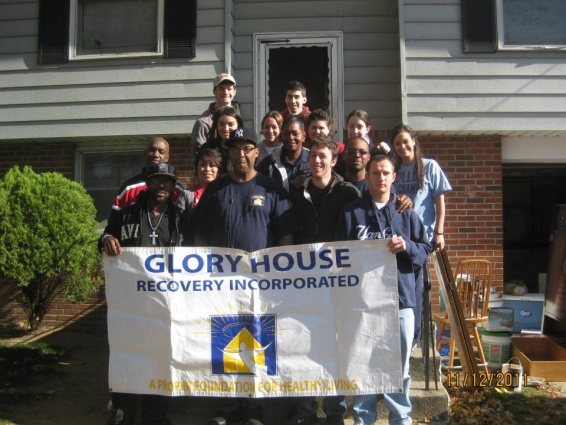 GLORY HOUSE
RECOVERY INCORPORATED
A PROPER FOUNDATION FOR HEALTHY LIVING
11/12/2011